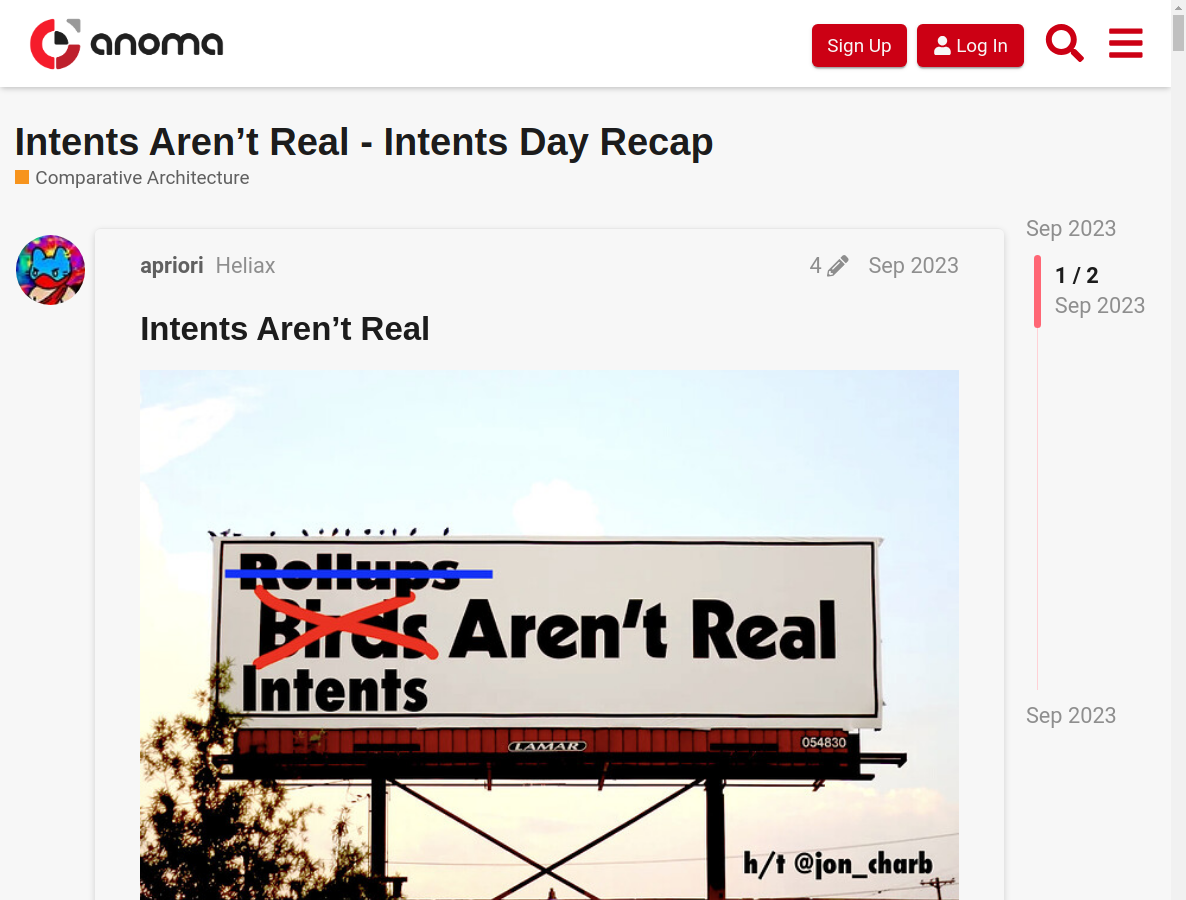 anoma
Sign Up
Log In
Intents Aren’t Real - Intents Day Recap
Comparative Architecture
Sep 2023
apriori Heliax
4
Sep 2023
1 / 2
Sep 2023
Intents Aren’t Real
Rollups
Birds Aren't Real
Intents
LAMAR
054830
Sep 2023
h/t @jon_charb